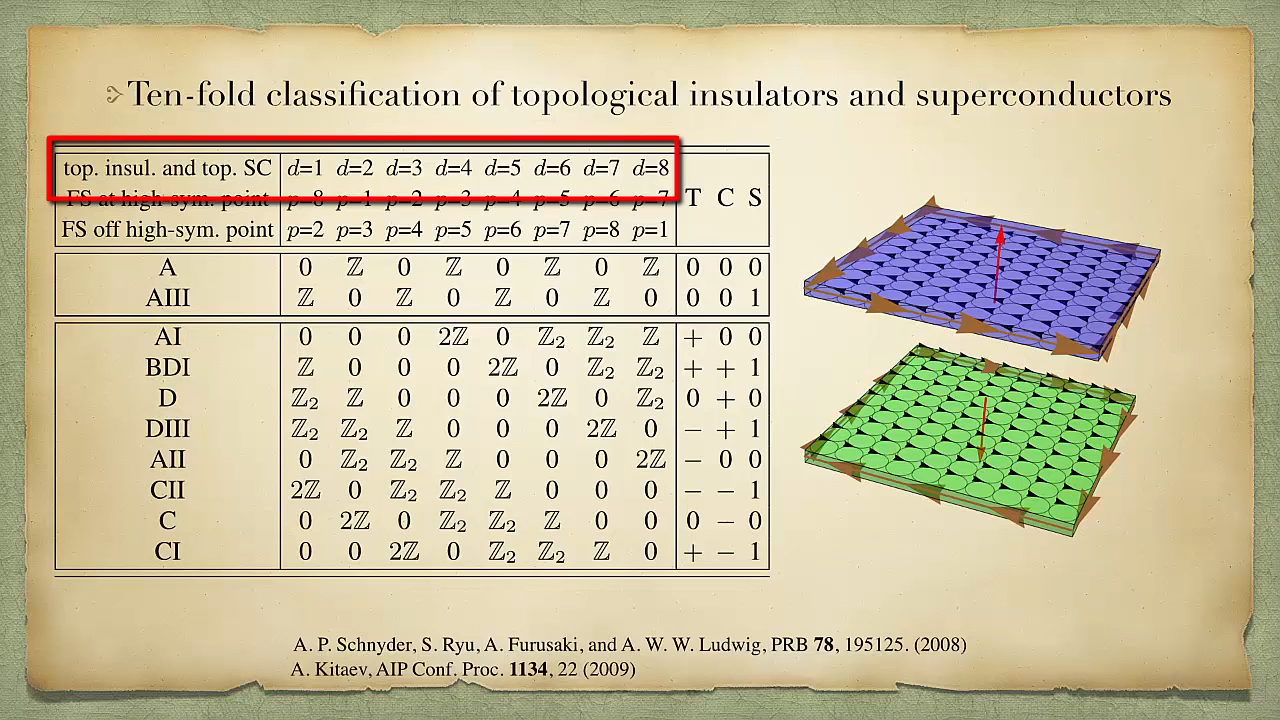 Ten-fold classification of topological insulators and superconductors
top. insul. and top. SC d=1 d=2 d=3 d=4 d=5 d=6 d=7 d=8
FS at high-sym. point p=8 p=1 p=2 p=3 p=4 p=5 p=6 p=7 T C S
FS off high-sym. point p=2 p=3 p=4 p=5 p=6 p=7 p=8 p=1
A 0 ℤ 0 ℤ 0 ℤ 0 ℤ 0 0 0
AIII ℤ 0 ℤ 0 ℤ 0 ℤ 0 0 0 1
AI 0 0 0 2ℤ 0 ℤ₂ ℤ₂ ℤ + 0 0
BDI ℤ 0 0 0 2ℤ 0 ℤ₂ ℤ₂ + + 1
D ℤ₂ ℤ 0 0 0 2ℤ 0 ℤ₂ 0 + 0
DIII ℤ₂ ℤ₂ ℤ 0 0 0 2ℤ 0 − + 1
AII 0 ℤ₂ ℤ₂ ℤ 0 0 0 2ℤ − 0 0
CII 2ℤ 0 ℤ₂ ℤ₂ ℤ 0 0 0 − − 1
C 0 2ℤ 0 ℤ₂ ℤ₂ ℤ 0 0 0 − 0
CI 0 0 2ℤ 0 ℤ₂ ℤ₂ ℤ 0 + − 1
A. P. Schnyder, S. Ryu, A. Furusaki, and A. W. W. Ludwig, PRB 78, 195125. (2008)
A. Kitaev, AIP Conf. Proc. 1134, 22 (2009)